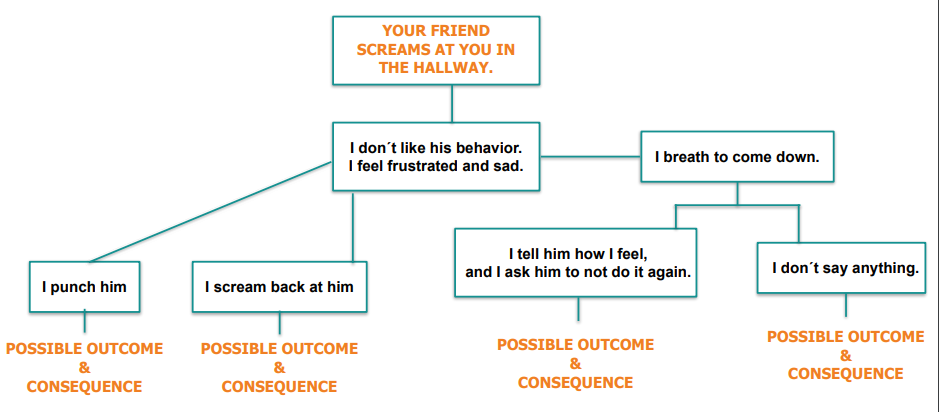 YOUR FRIEND
SCREAMS AT YOU IN
THE HALLWAY.
I don´t like his behavior.
I feel frustrated and sad.
I breath to come down.
I punch him
I scream back at him
I tell him how I feel,
and I ask him to not do it again.
I don´t say anything.
POSSIBLE OUTCOME
&
CONSEQUENCE
POSSIBLE OUTCOME
&
CONSEQUENCE
POSSIBLE OUTCOME
&
CONSEQUENCE
POSSIBLE OUTCOME
&
CONSEQUENCE